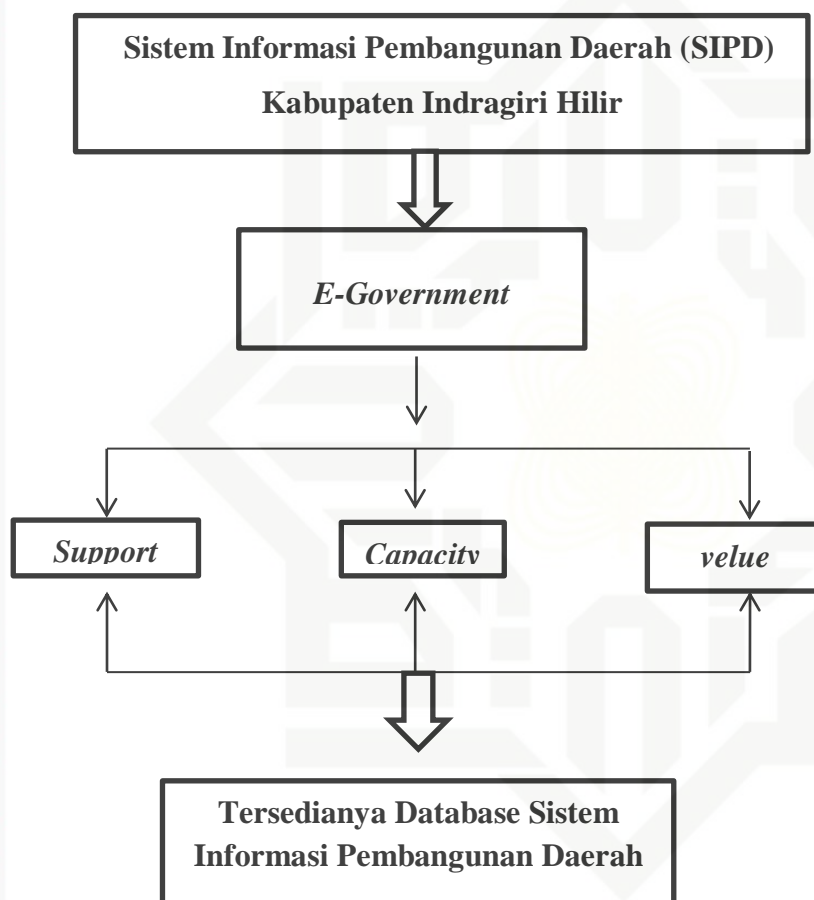 Sistem Informasi Pembangunan Daerah (SIPD)
Kabupaten Indragiri Hilir
E-Government
Support
Capacity
velue
Tersedianya Database Sistem
Informasi Pembangunan Daerah